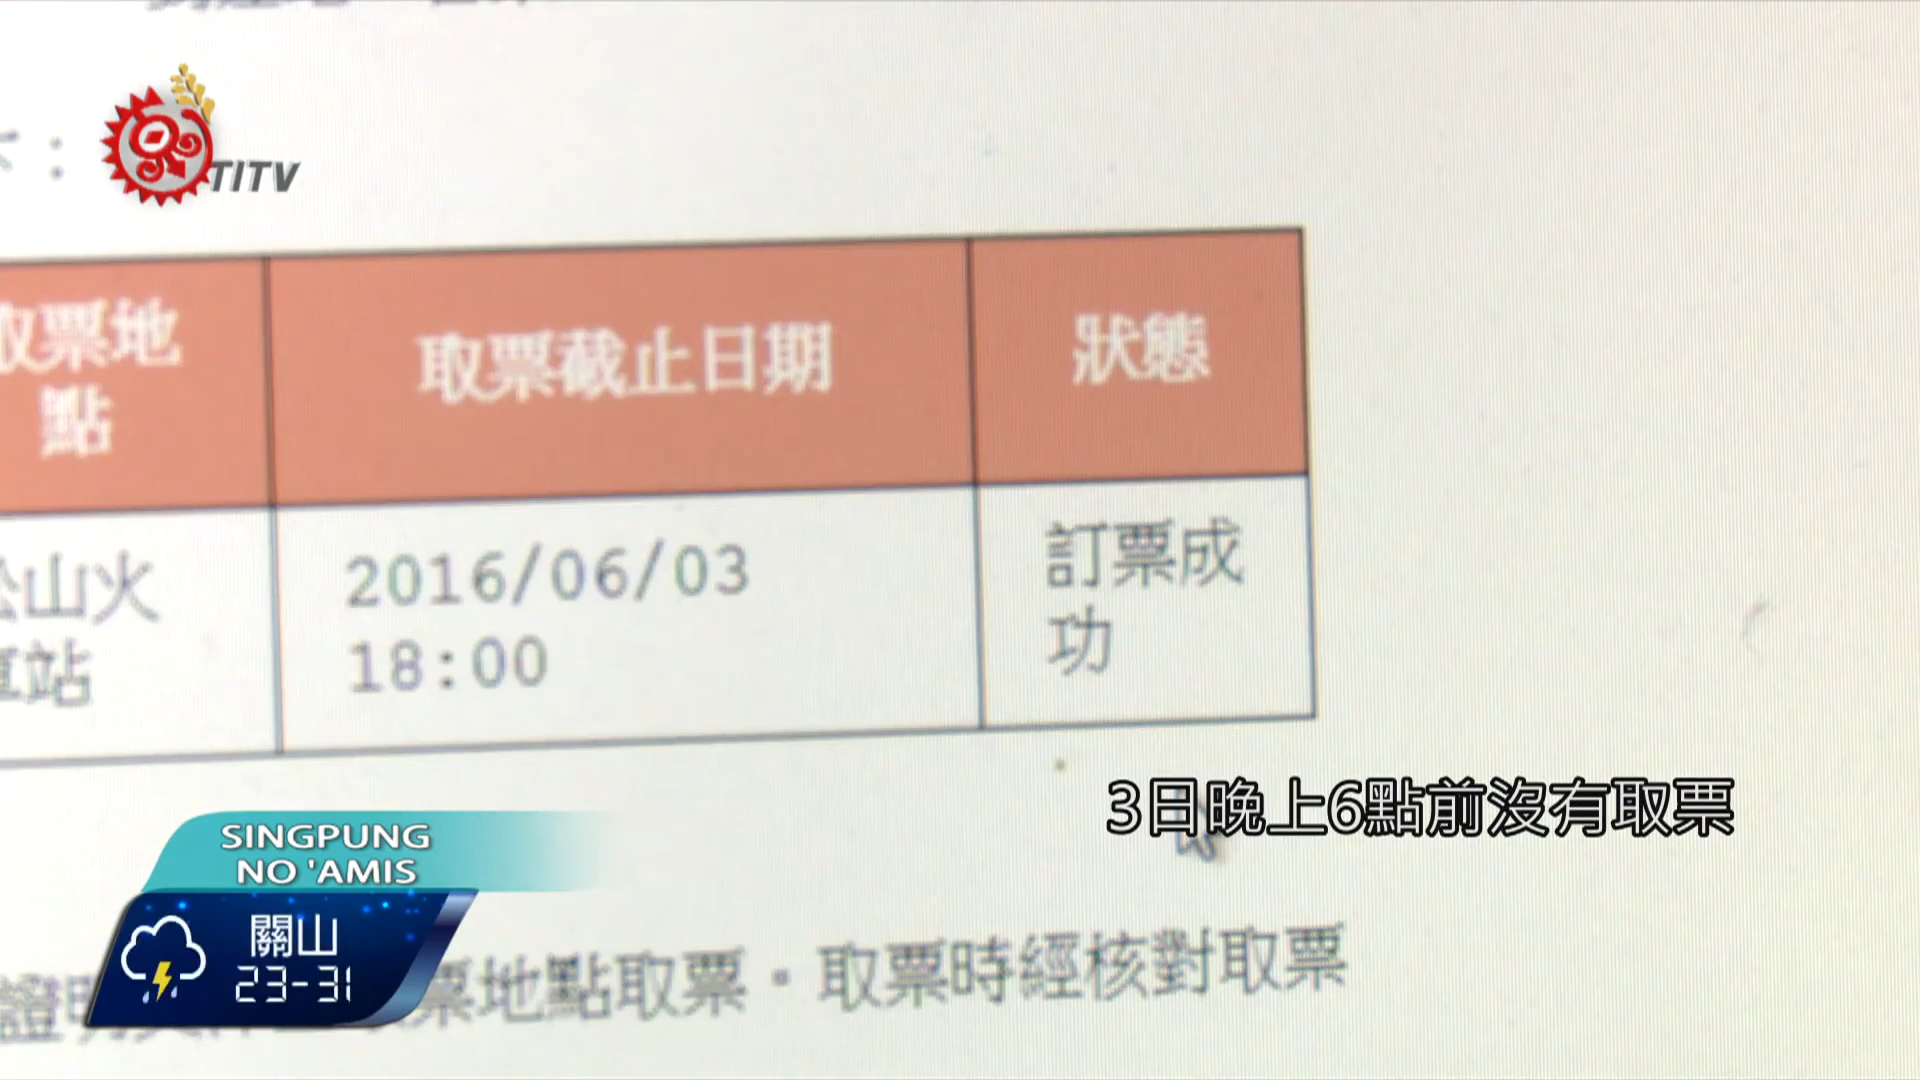 TITV
取票地
點
取票截止日期
狀態
松山火
車站
2016/06/03
18:00
訂票成
功
3日晚上6點前沒有取票
SINGPUNG
NO 'AMIS
關山
23-31
票地點取票，取票時經核對取票